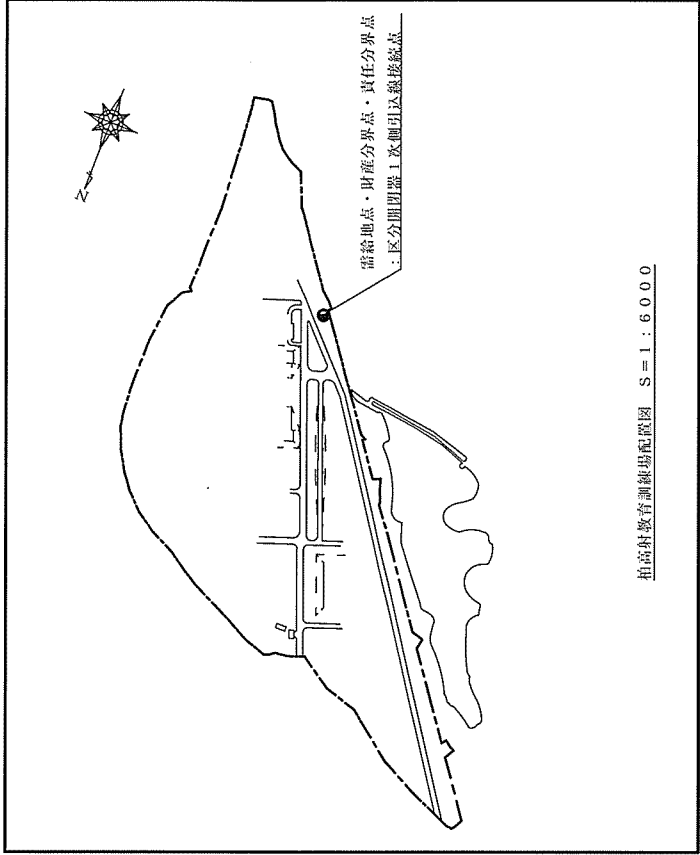 N
需給地点・財産分界点・責任分界点
：区分開閉器１次側引込線接続点
柏高射教育訓練場配置図　Ｓ＝１：６０００